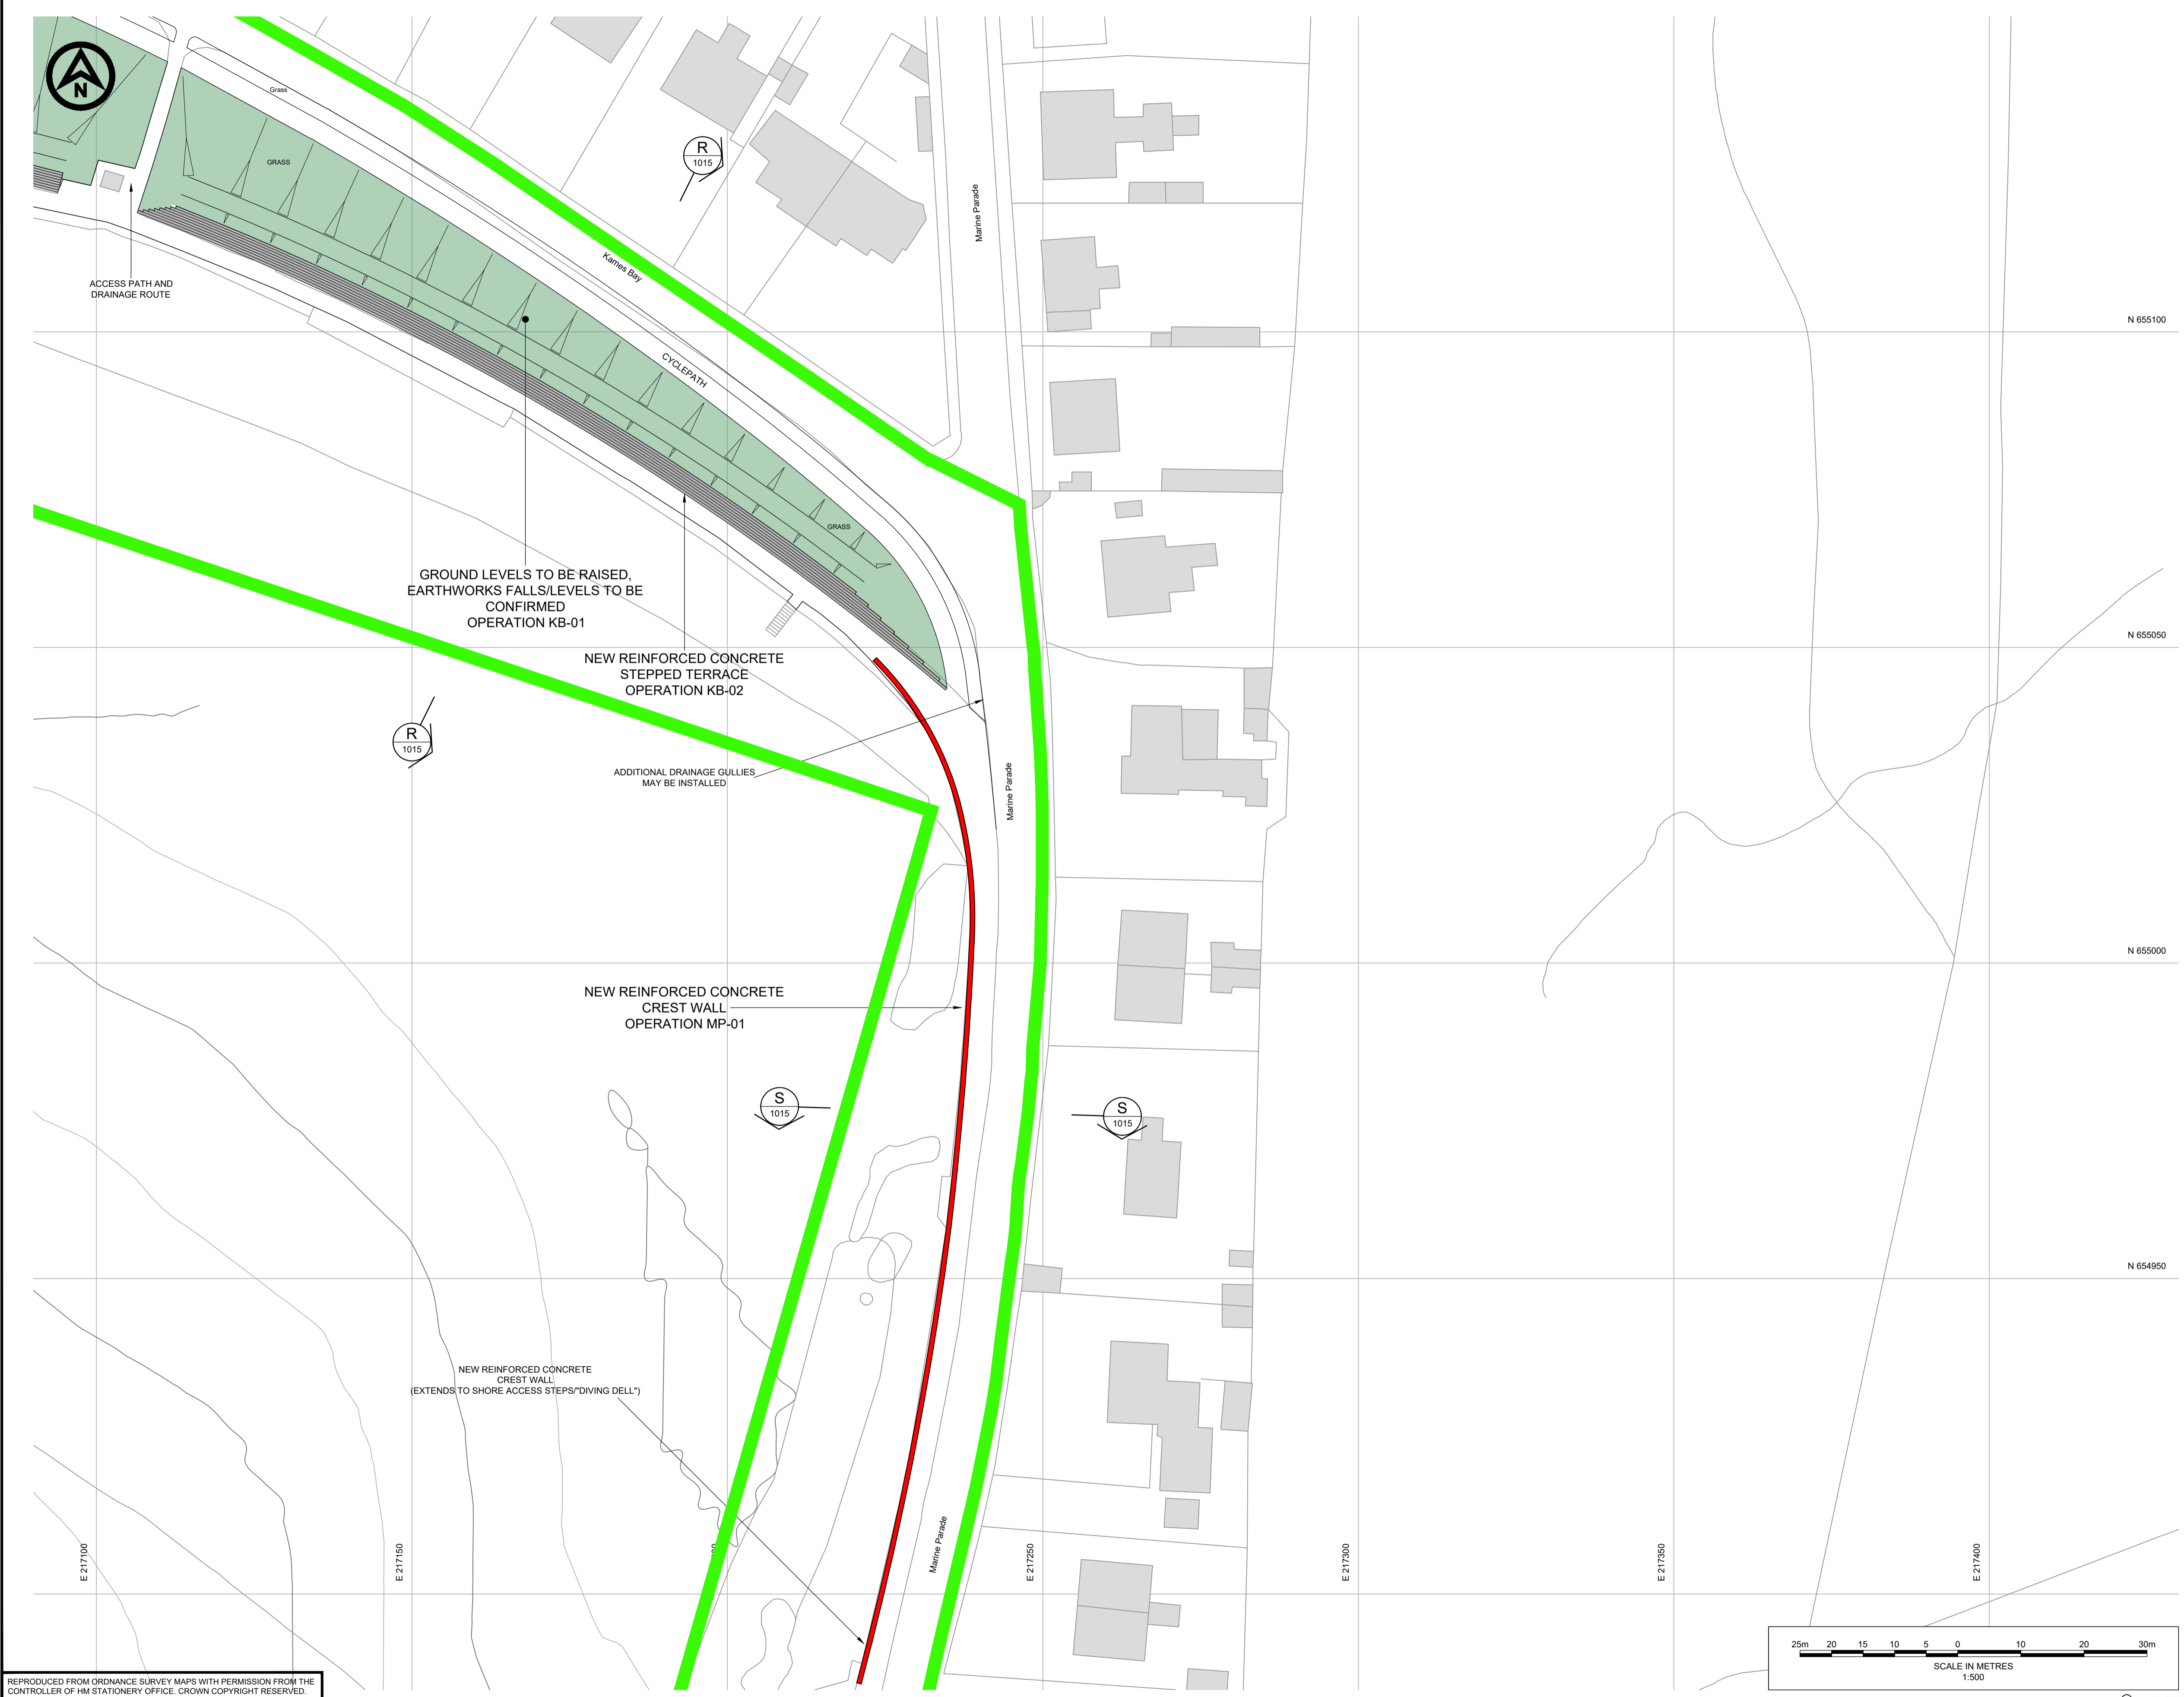 N
Grass
GRASS
R
1015
Marine Parade
ACCESS PATH AND
DRAINAGE ROUTE
Kames Bay
N 655100
CYCLEPATH
GRASS
GROUND LEVELS TO BE RAISED,
EARTHWORKS FALLS/LEVELS TO BE
CONFIRMED
OPERATION KB-01
N 655050
NEW REINFORCED CONCRETE
STEPPED TERRACE
OPERATION KB-02
R
1015
ADDITIONAL DRAINAGE GULLIES
MAY BE INSTALLED
Marine Parade
N 655000
NEW REINFORCED CONCRETE
CREST WALL
OPERATION MP-01
S
1015
S
1015
N 654950
NEW REINFORCED CONCRETE
CREST WALL
(EXTENDS TO SHORE ACCESS STEPS/"DIVING DELL")
Marine Parade
E 217100
E 217150
E 217250
E 217300
E 217350
E 217400
25m 20 15 10 5 0 10 20 30m
SCALE IN METRES
1:500
REPRODUCED FROM ORDNANCE SURVEY MAPS WITH PERMISSION FROM THE
CONTROLLER OF HM STATIONERY OFFICE. CROWN COPYRIGHT RESERVED.